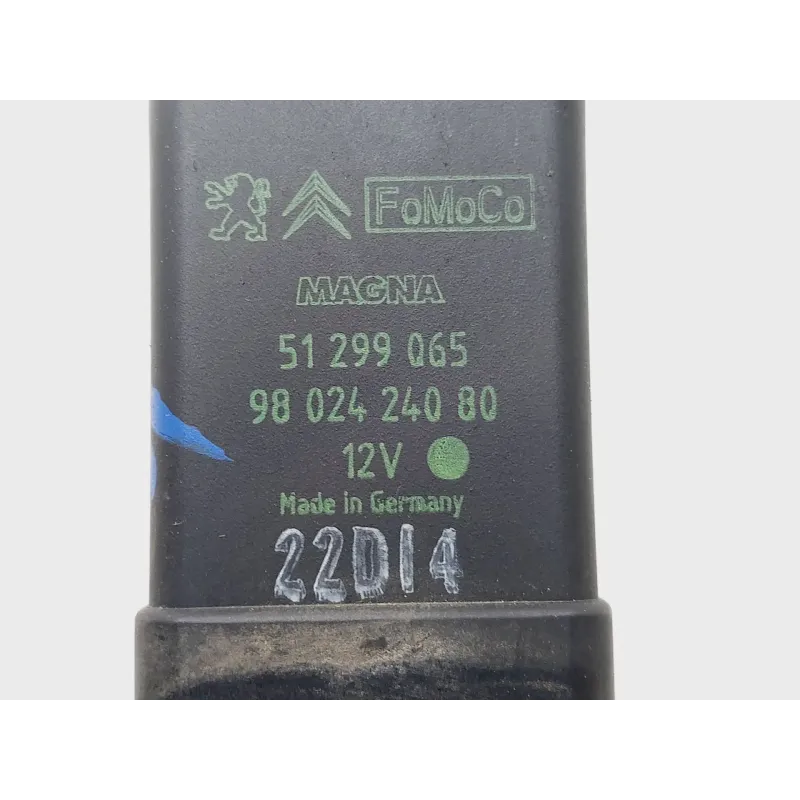 FoMoCo
MAGNA
51 299 065
98 024 240 80
12V
Made in Germany
22D14